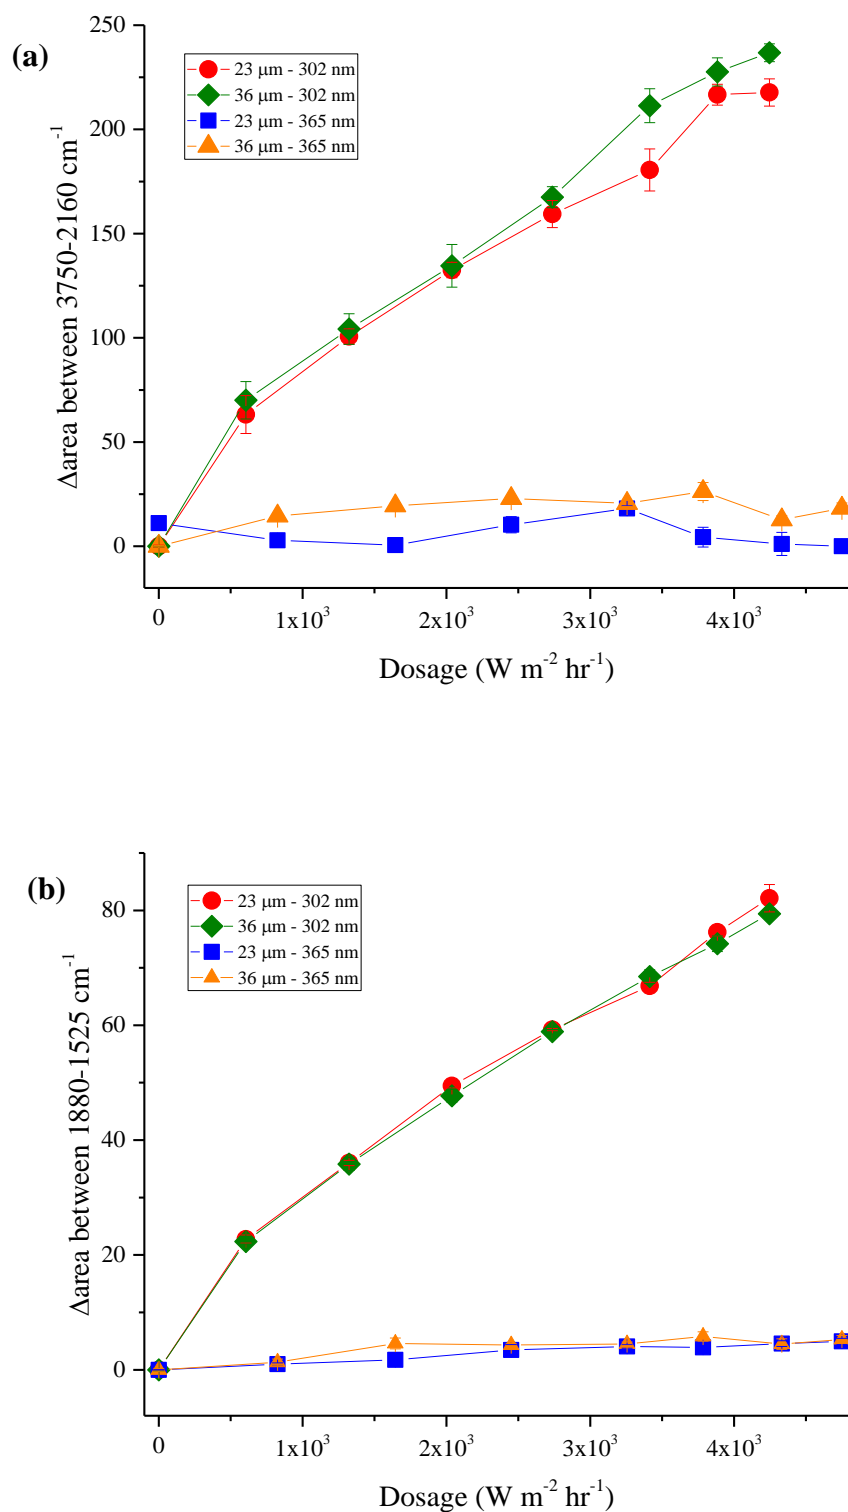 (a)
250
200
150
100
50
0
Δarea between 3750-2160 cm⁻¹
23 μm - 302 nm
36 μm - 302 nm
23 μm - 365 nm
36 μm - 365 nm
0 1x10³ 2x10³ 3x10³ 4x10³
Dosage (W m⁻² hr⁻¹)
(b)
80
60
40
20
0
Δarea between 1880-1525 cm⁻¹
23 μm - 302 nm
36 μm - 302 nm
23 μm - 365 nm
36 μm - 365 nm
0 1x10³ 2x10³ 3x10³ 4x10³
Dosage (W m⁻² hr⁻¹)